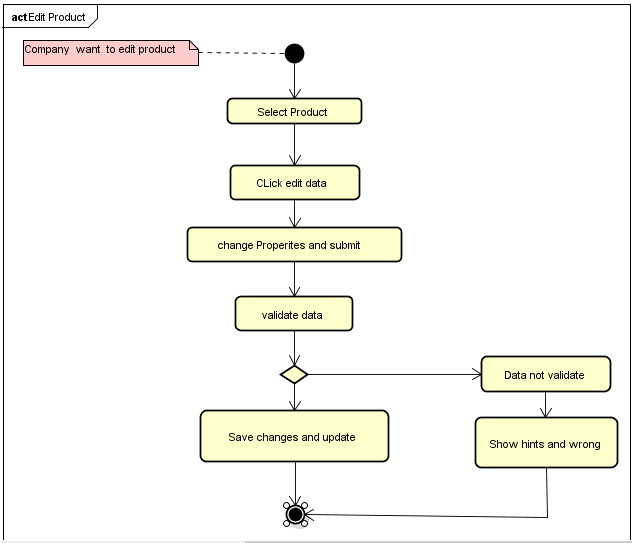 act Edit Product
Company want to edit product
Select Product
CLick edit data
change Properites and submit
validate data
Data not validate
Save changes and update
Show hints and wrong